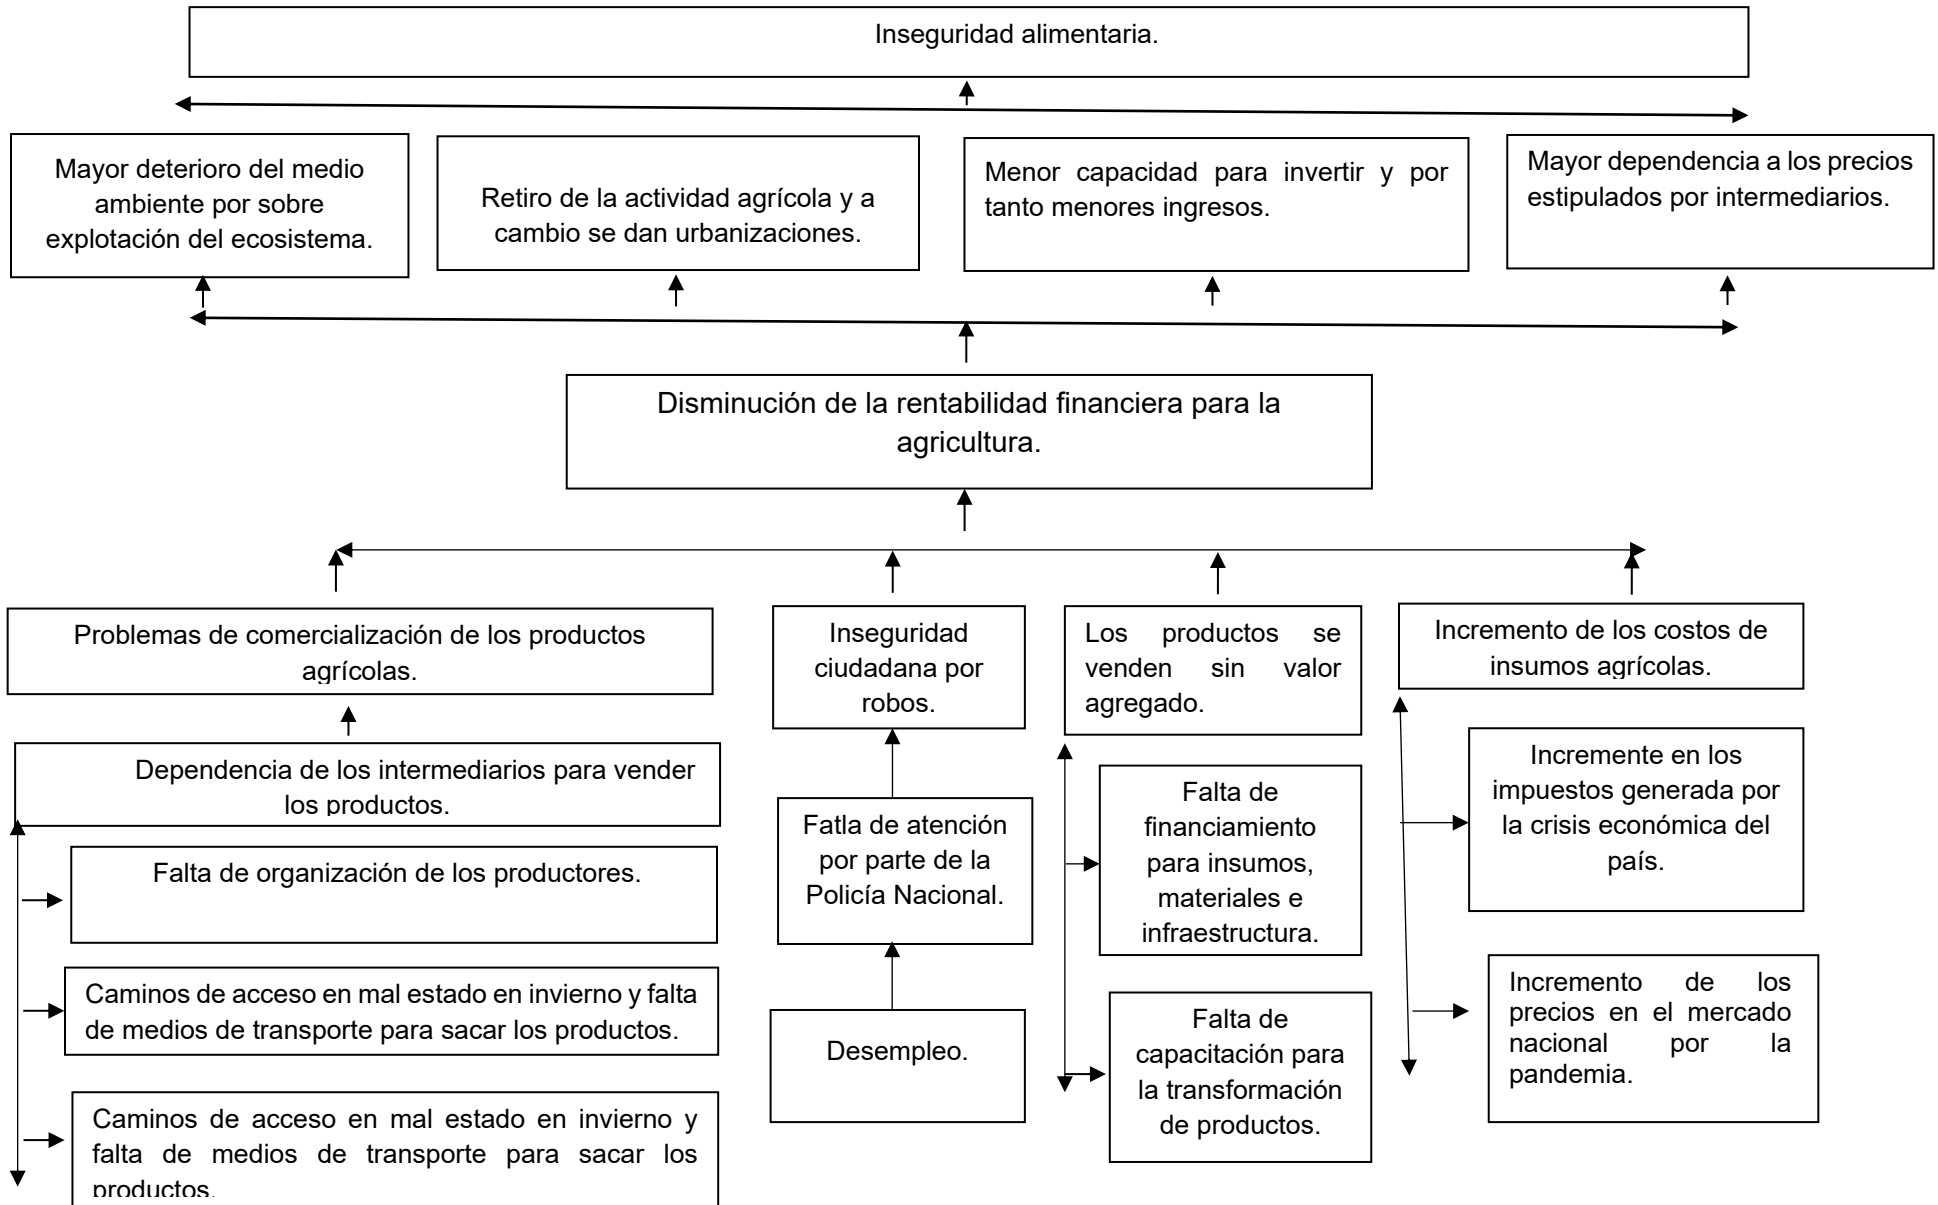 Inseguridad alimentaria.
Mayor deterioro del medio
ambiente por sobre
explotación del ecosistema.
Retiro de la actividad agrícola y a
cambio se dan urbanizaciones.
Menor capacidad para invertir y por
tanto menores ingresos.
Mayor dependencia a los precios
estipulados por intermediarios.
Disminución de la rentabilidad financiera para la
agricultura.
Problemas de comercialización de los productos
agrícolas.
Inseguridad
ciudadana por
robos.
Los productos se
venden sin valor
agregado.
Incremento de los costos de
insumos agrícolas.
Dependencia de los intermediarios para vender
los productos.
Falta de organización de los productores.
Caminos de acceso en mal estado en invierno y falta
de medios de transporte para sacar los productos.
Caminos de acceso en mal estado en invierno y
falta de medios de transporte para sacar los
productos.
Fatla de atención
por parte de la
Policía Nacional.
Desempleo.
Falta de
financiamiento
para insumos,
materiales e
infraestructura.
Falta de
capacitación para
la transformación
de productos.
Incremente en los
impuestos generada por
la crisis económica del
país.
Incremento de los
precios en el mercado
nacional por la
pandemia.